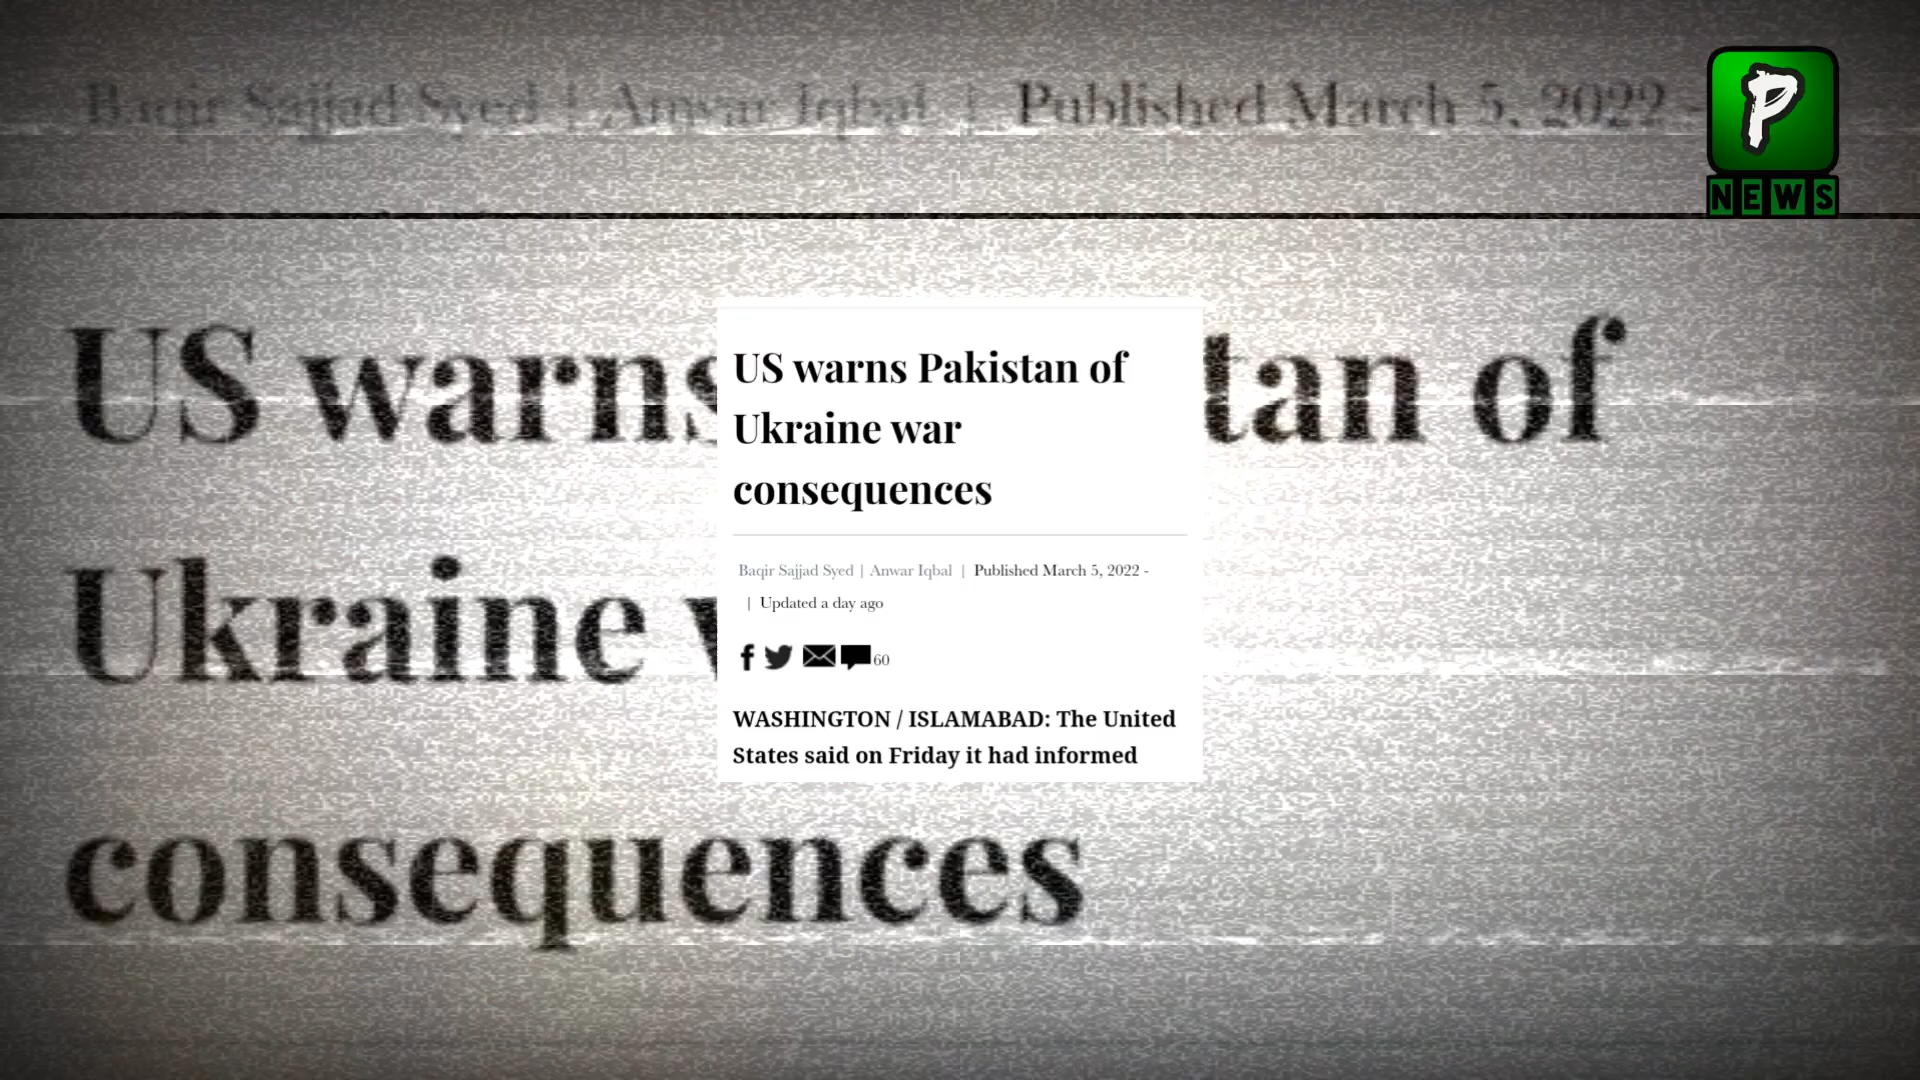 Baqir Sajjad Syed | Anwar Iqbal | Published March 5, 2022 -
P
NEWS
US warns tan of
Ukraine
consequences
US warns Pakistan of
Ukraine war
consequences
Baqir Sajjad Syed | Anwar Iqbal | Published March 5, 2022 -
| Updated a day ago
60
WASHINGTON / ISLAMABAD: The United
States said on Friday it had informed